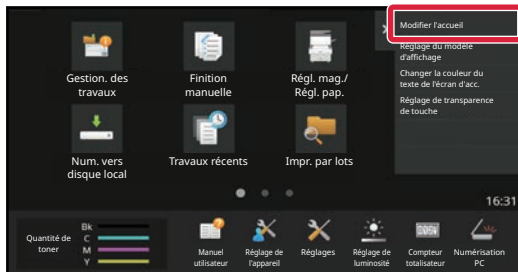 Modifier l'accueil
Réglage du modèle
d'affichage
Changer la couleur du
texte de l'écran d'acc.
Réglage de transparence
de touche
Gestion. des
travaux
Finition
manuelle
Régl. mag./
Régl. pap.
Num. vers
disque local
Travaux récents
Impr. par lots
16:31
Quantité de
toner
Bk
C
M
Y
Manuel
utilisateur
Réglage de
l'appareil
Réglages
Réglage de
luminosité
Compteur
totalisateur
Numérisation
PC